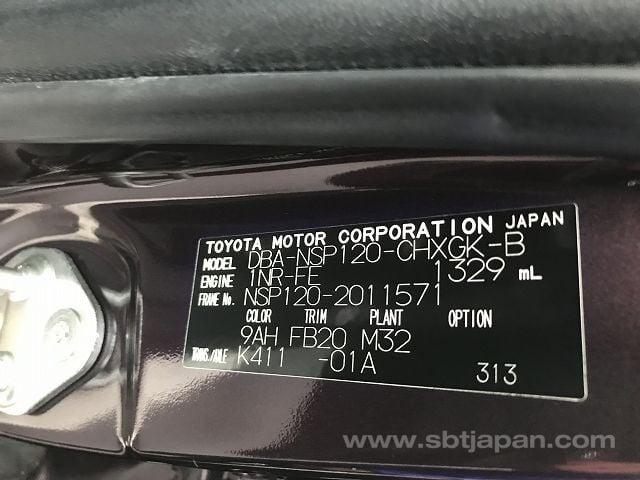 TOYOTA MOTOR CORPORATION JAPAN
MODEL DBA-NSP120-CHXGK-B
ENGINE 1NR-FE 1329 mL
FRAME No. NSP120-2011571
COLOR TRIM PLANT OPTION
9AH FB20 M32
TRANS./AXLE K411 -01A
313
www.sbtjapan.com